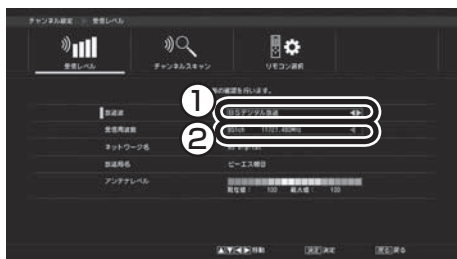 チャンネル設定 > 受信レベル
受信レベル
チャンネルスキャン
リモコン選択
の確認を行います。
①
放送波
BSデジタル放送
②
受信周波数
ネットワーク名
放送局名
ビーエス朝日
アンテナレベル
現在値: 100 最大値: 100
▲▼◀▶移動 決定 決定 戻る 戻る